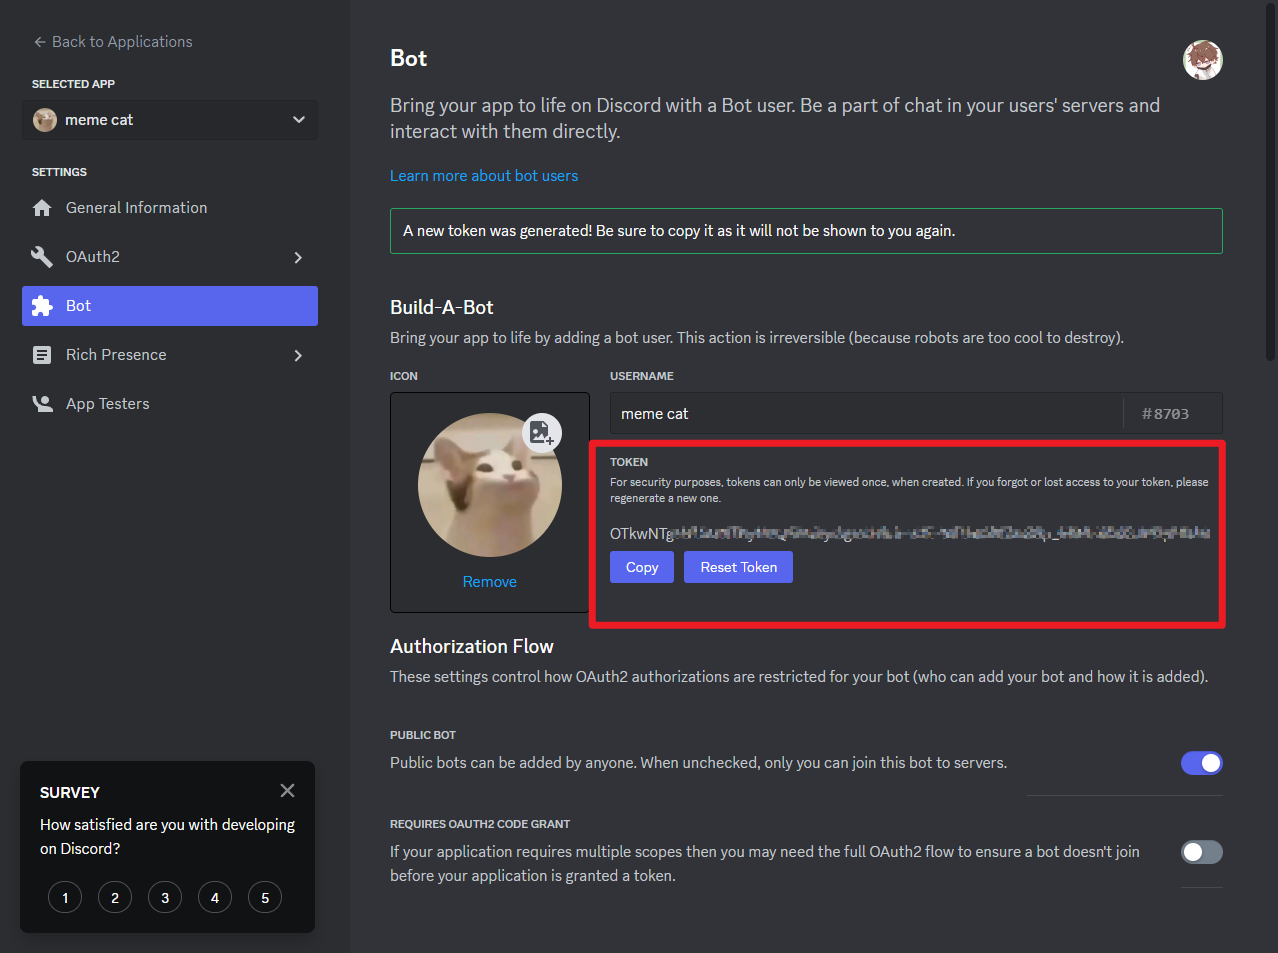 Back to Applications
SELECTED APP
meme cat
SETTINGS
General Information
OAuth2
Bot
Rich Presence
App Testers
SURVEY
How satisfied are you with developing
on Discord?
1 2 3 4 5
Bot
Bring your app to life on Discord with a Bot user. Be a part of chat in your users' servers and
interact with them directly.
Learn more about bot users
A new token was generated! Be sure to copy it as it will not be shown to you again.
Build-A-Bot
Bring your app to life by adding a bot user. This action is irreversible (because robots are too cool to destroy).
ICON
Remove
USERNAME
meme cat #8703
TOKEN
For security purposes, tokens can only be viewed once, when created. If you forgot or lost access to your token, please
regenerate a new one.
Copy Reset Token
Authorization Flow
These settings control how OAuth2 authorizations are restricted for your bot (who can add your bot and how it is added).
PUBLIC BOT
Public bots can be added by anyone. When unchecked, only you can join this bot to servers.
REQUIRES OAUTH2 CODE GRANT
If your application requires multiple scopes then you may need the full OAuth2 flow to ensure a bot doesn't join
before your application is granted a token.